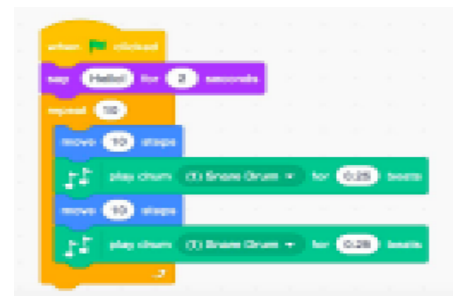 when clicked
say Hello! for 2 seconds
repeat 10
move 10 steps
play drum (1) Snare Drum for 0.25 beats
move 10 steps
play drum (1) Snare Drum for 0.25 beats